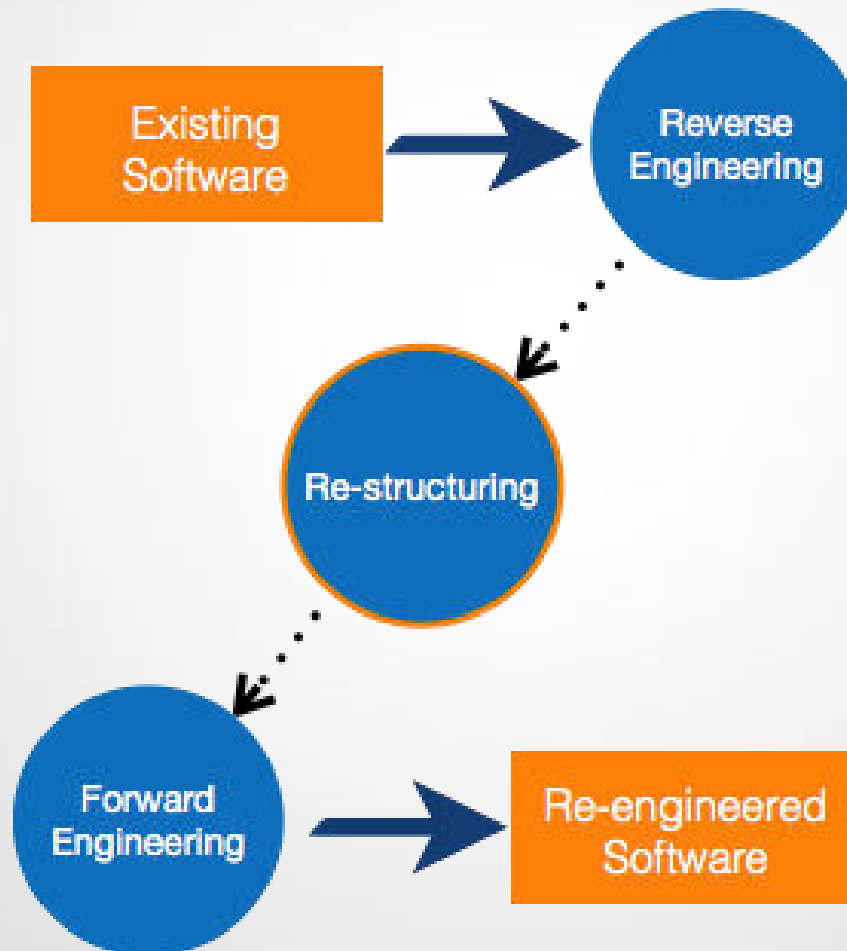 Existing
Software
Reverse
Engineering
Re-structuring
Forward
Engineering
Re-engineered
Software